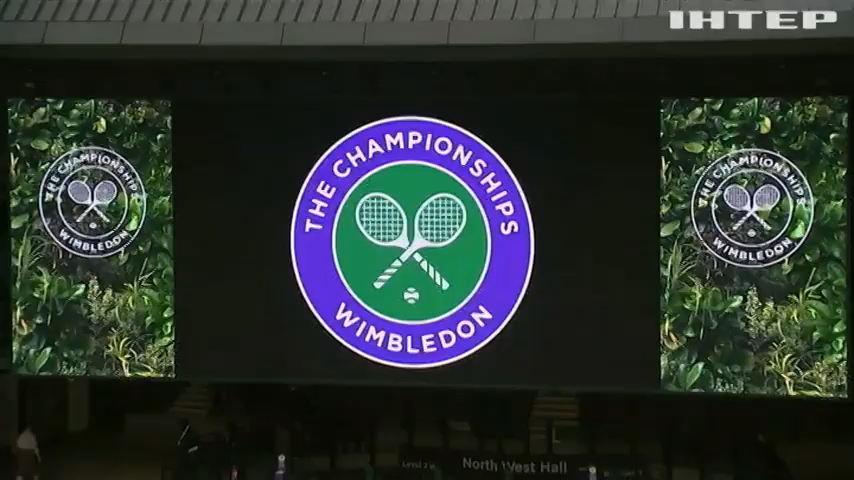 ІНТЕР
THE CHAMPIONSHIPS
WIMBLEDON
THE CHAMPIONSHIPS
WIMBLEDON
THE CHAMPIONSHIPS
WIMBLEDON
North West Hall